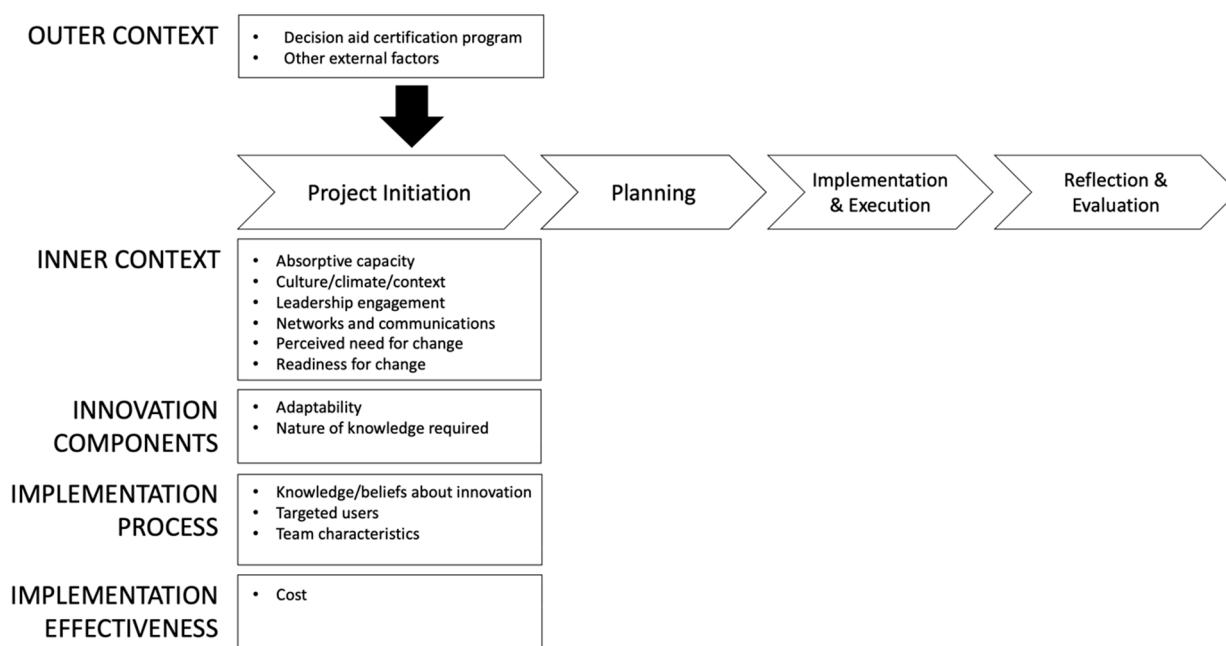 OUTER CONTEXT
• Decision aid certification program
• Other external factors
Project Initiation
Planning
Implementation
& Execution
Reflection &
Evaluation
INNER CONTEXT
• Absorptive capacity
• Culture/climate/context
• Leadership engagement
• Networks and communications
• Perceived need for change
• Readiness for change
INNOVATION
COMPONENTS
• Adaptability
• Nature of knowledge required
IMPLEMENTATION
PROCESS
• Knowledge/beliefs about innovation
• Targeted users
• Team characteristics
IMPLEMENTATION
EFFECTIVENESS
• Cost